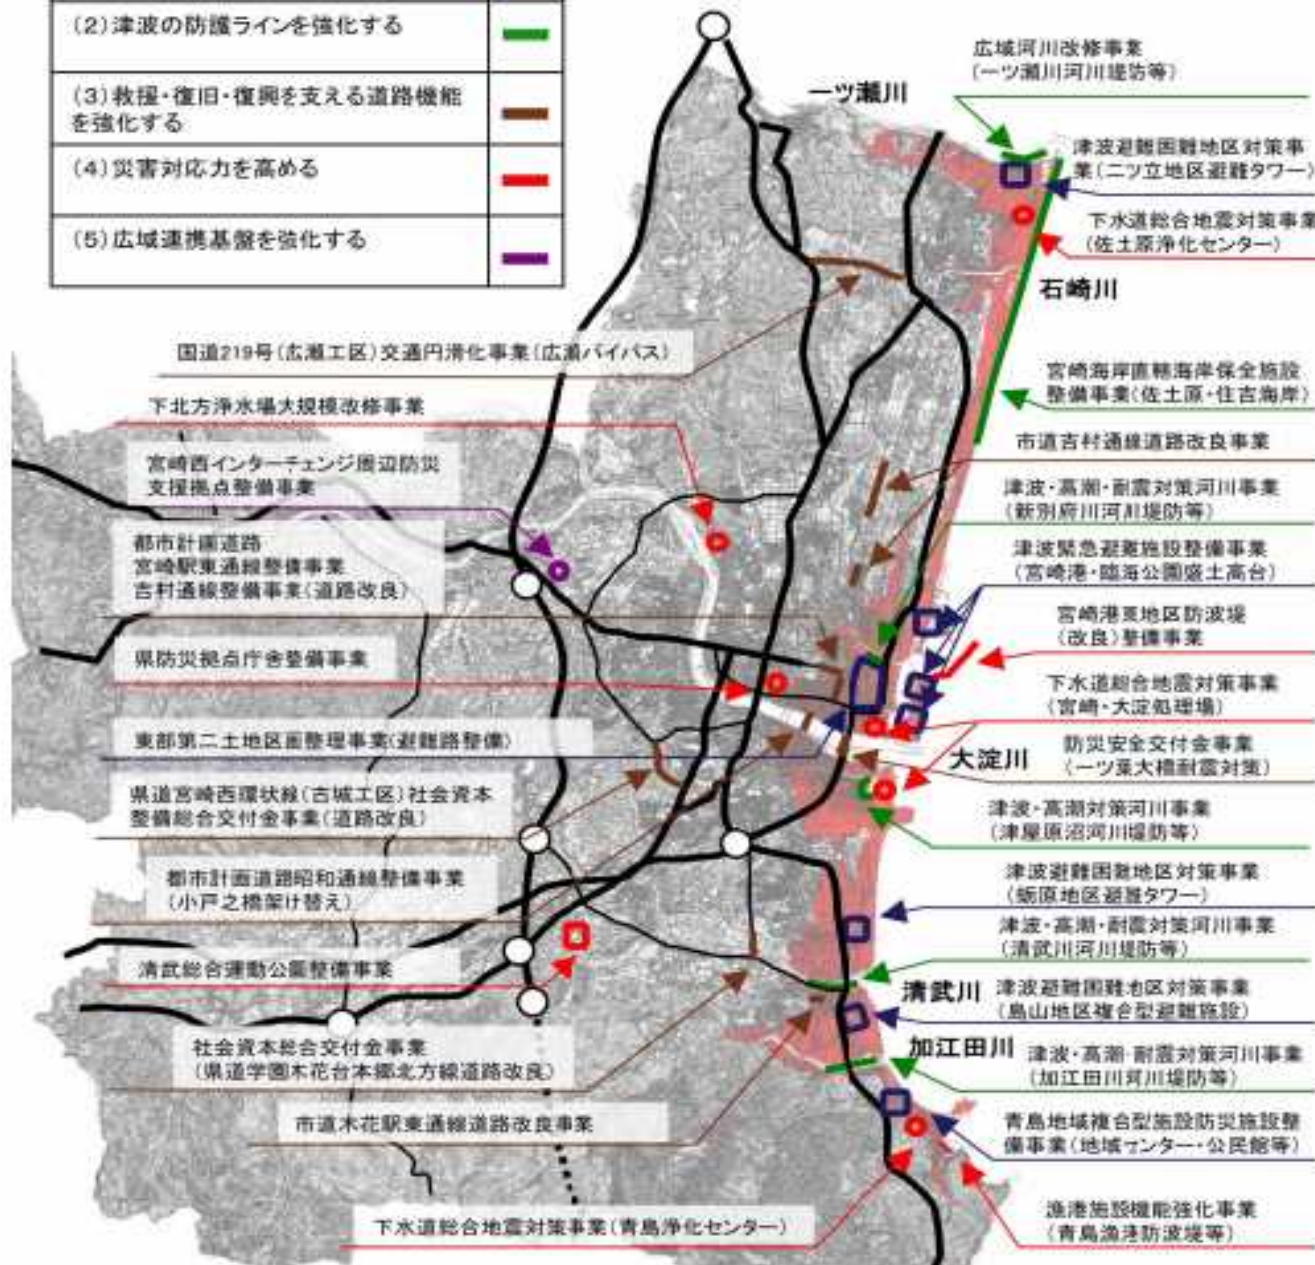 (2)津波の防護ラインを強化する
(3)救援・復旧・復興を支える道路機能
を強化する
(4)災害対応力を高める
(5)広域連携基盤を強化する
広域河川改修事業
(一ツ瀬川河川堤防等)
一ツ瀬川
津波避難困難地区対策事
業(二ツ立地区避難タワー)
下水道総合地震対策事業
(佐土原浄化センター)
石崎川
国道219号(広瀬工区)交通円滑化事業(広瀬バイパス)
宮崎海岸直轄海岸保全施設
整備事業(佐土原・住吉海岸)
下北方浄水場大規模改修事業
市道吉村通線道路改良事業
宮崎西インターチェンジ周辺防災
支援拠点整備事業
津波・高潮・耐震対策河川事業
(新別府川河川堤防等)
都市計画道路
宮崎駅東通線整備事業
吉村通線整備事業(道路改良)
津波緊急避難施設整備事業
(宮崎港・臨海公園盛土高台)
宮崎港東地区防波堤
(改良)整備事業
県防災拠点庁舎整備事業
下水道総合地震対策事業
(宮崎・大淀処理場)
東部第二土地区画整理事業(避難路整備)
大淀川
防災安全交付金事業
(一ツ葉大橋耐震対策)
県道宮崎西環状線(古城工区)社会資本
整備総合交付金事業(道路改良)
津波・高潮対策河川事業
(津屋原沼河川堤防等)
都市計画道路昭和通線整備事業
(小戸之橋架け替え)
津波避難困難地区対策事業
(蛎原地区避難タワー)
津波・高潮・耐震対策河川事業
(清武川河川堤防等)
清武総合運動公園整備事業
清武川
津波避難困難地区対策事業
(島山地区複合型避難施設)
社会資本総合交付金事業
(県道学園木花台本郷北方線道路改良)
加江田川
津波・高潮・耐震対策河川事業
(加江田川河川堤防等)
市道木花駅東通線道路改良事業
青島地域複合型施設防災施設整
備事業(地域センター・公民館等)
下水道総合地震対策事業(青島浄化センター)
漁港施設機能強化事業
(青島漁港防波堤等)